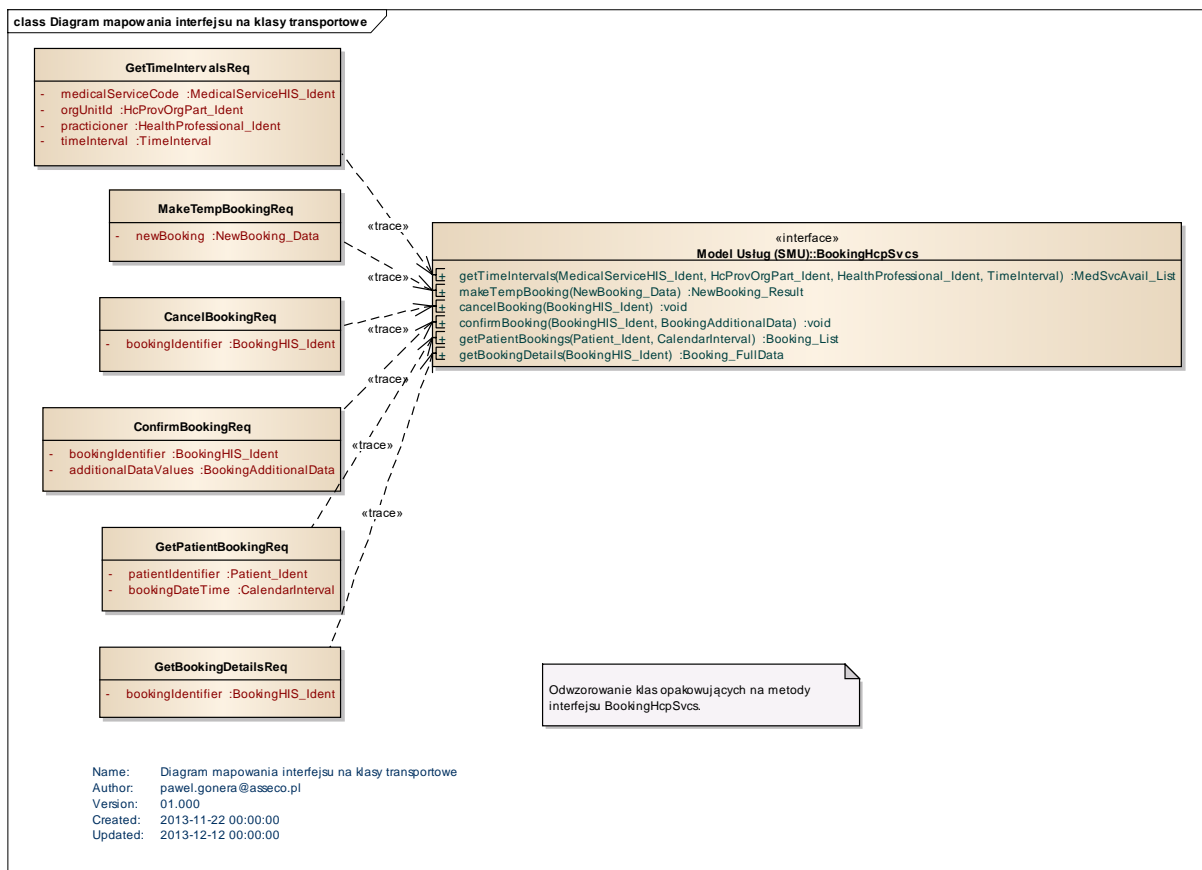 class Diagram mapowania interfejsu na klasy transportowe
GetTimeIntervalsReq
- medicalServiceCode :MedicalServiceHIS_Ident
- orgUnitId :HcProvOrgPart_Ident
- practicioner :HealthProfessional_Ident
- timeInterval :TimeInterval
MakeTempBookingReq
- newBooking :NewBooking_Data
CancelBookingReq
- bookingIdentifier :BookingHIS_Ident
ConfirmBookingReq
- bookingIdentifier :BookingHIS_Ident
- additionalDataValues :BookingAdditionalData
GetPatientBookingReq
- patientIdentifier :Patient_Ident
- bookingDateTime :CalendarInterval
GetBookingDetailsReq
- bookingIdentifier :BookingHIS_Ident
«trace»
«trace»
«trace»
«trace»
«trace»
«trace»
«interface»
Model Usług (SMU)::BookingHcpSvcs
+ getTimeIntervals(MedicalServiceHIS_Ident, HcProvOrgPart_Ident, HealthProfessional_Ident, TimeInterval) :MedSvcAvail_List
+ makeTempBooking(NewBooking_Data) :NewBooking_Result
+ cancelBooking(BookingHIS_Ident) :void
+ confirmBooking(BookingHIS_Ident, BookingAdditionalData) :void
+ getPatientBookings(Patient_Ident, CalendarInterval) :Booking_List
+ getBookingDetails(BookingHIS_Ident) :Booking_FullData
Odwzorowanie klas opakowujących na metody
interfejsu BookingHcpSvcs.
Name: Diagram mapowania interfejsu na klasy transportowe
Author: pawel.gonera@asseco.pl
Version: 01.000
Created: 2013-11-22 00:00:00
Updated: 2013-12-12 00:00:00